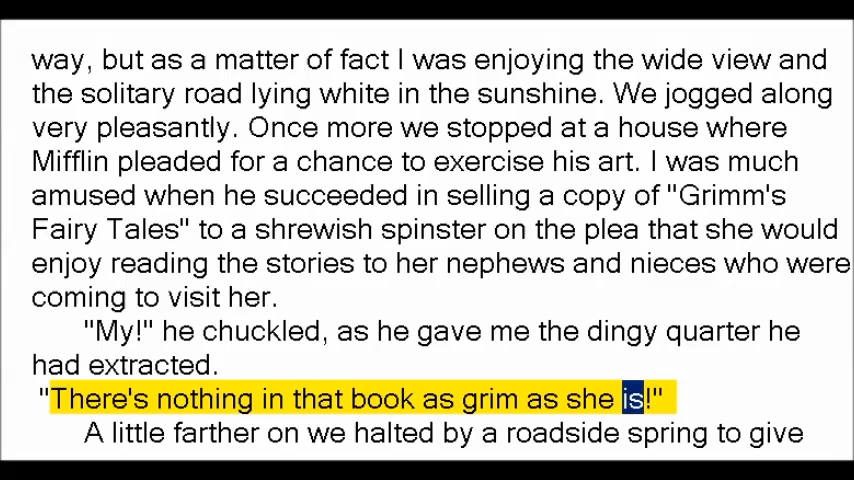 way, but as a matter of fact I was enjoying the wide view and
the solitary road lying white in the sunshine. We jogged along
very pleasantly. Once more we stopped at a house where
Mifflin pleaded for a chance to exercise his art. I was much
amused when he succeeded in selling a copy of "Grimm's
Fairy Tales" to a shrewish spinster on the plea that she would
enjoy reading the stories to her nephews and nieces who were
coming to visit her.
"My!" he chuckled, as he gave me the dingy quarter he
had extracted.
"There's nothing in that book as grim as she is!"
A little farther on we halted by a roadside spring to give